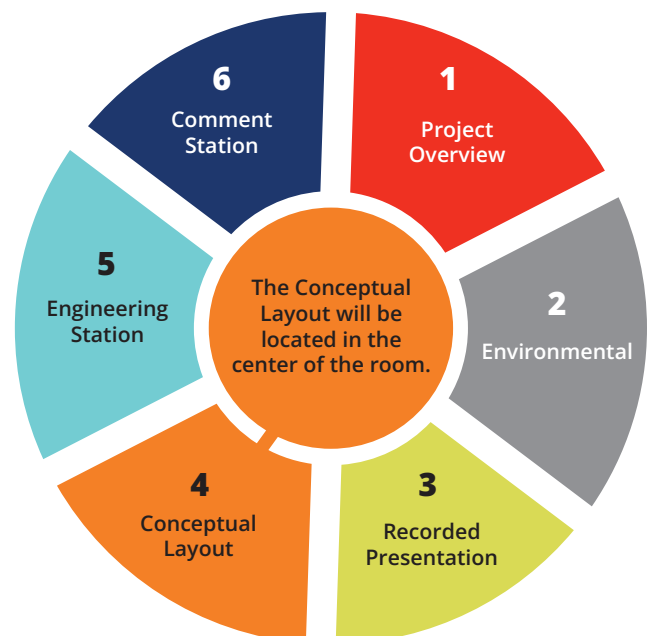 1
Project
Overview
2
Environmental
3
Recorded
Presentation
4
Conceptual
Layout
5
Engineering
Station
6
Comment
Station
The Conceptual
Layout will be
located in the
center of the room.